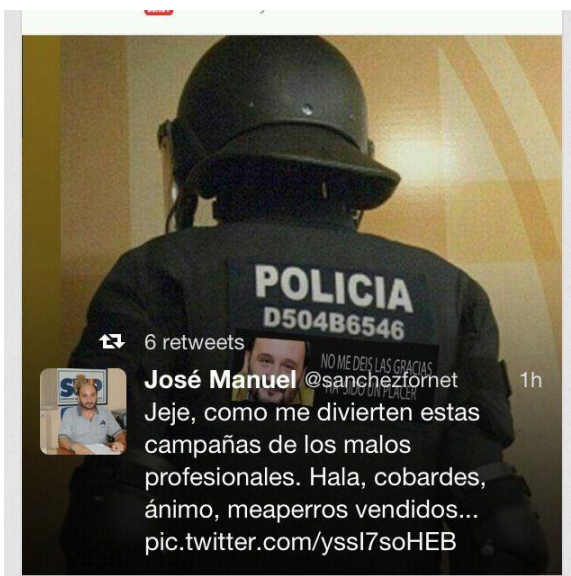 POLICIA
D504B6546
6 retweets
NO ME DEIS LAS GRACIAS
HA SIDO UN PLACER
José Manuel @sanchezfornet 1h
Jeje, como me divierten estas
campañas de los malos
profesionales. Hala, cobardes,
ánimo, meaperros vendidos...
pic.twitter.com/yssI7soHEB